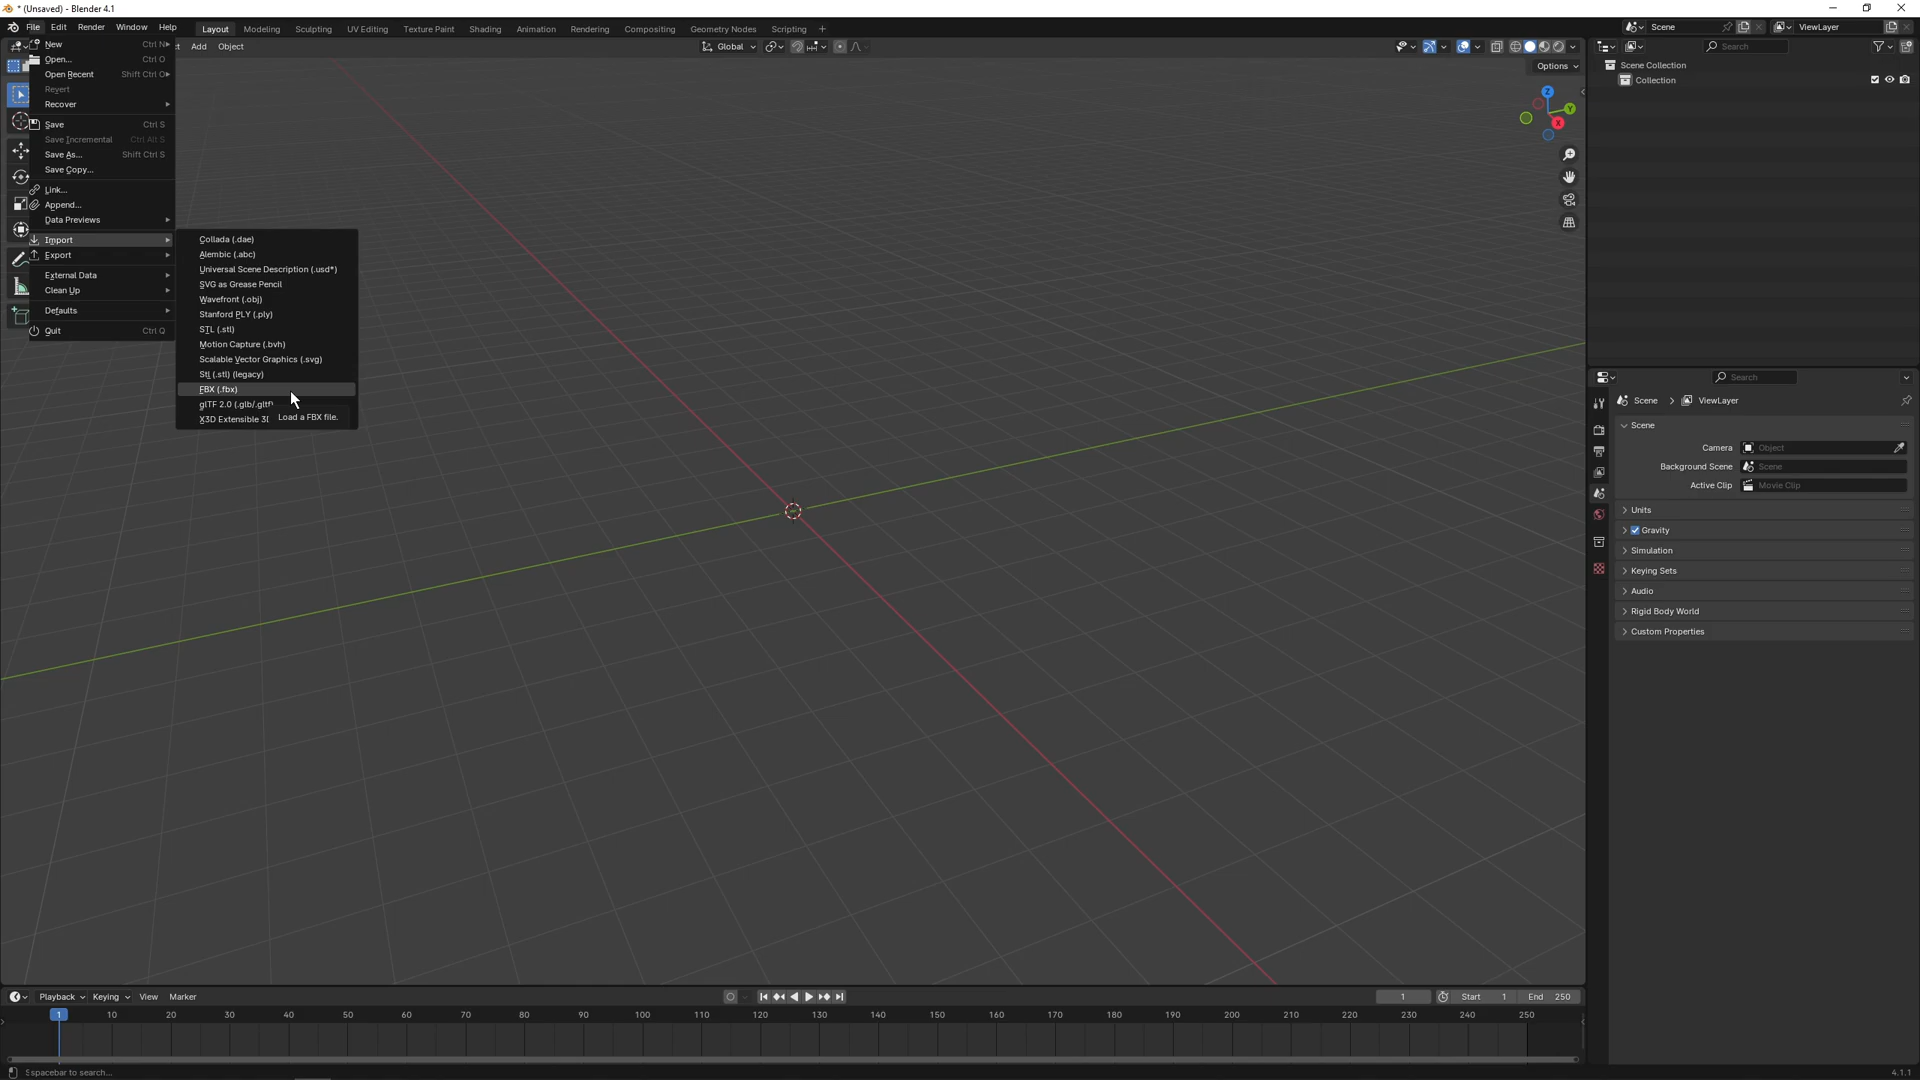 * (Unsaved) - Blender 4.1
File Edit Render Window Help Layout Modeling Sculpting UV Editing Texture Paint Shading Animation Rendering Compositing Geometry Nodes Scripting + Scene ViewLayer
Add Object Global Search
Options
New Ctrl N
Open... Ctrl O
Open Recent Shift Ctrl O
Revert
Recover
Save Ctrl S
Save Incremental Ctrl Alt S
Save As... Shift Ctrl S
Save Copy...
Link...
Append...
Data Previews
Import
Export
External Data
Clean Up
Defaults
Quit Ctrl Q
Collada (.dae)
Alembic (.abc)
Universal Scene Description (.usd*)
SVG as Grease Pencil
Wavefront (.obj)
Stanford PLY (.ply)
STL (.stl)
Motion Capture (.bvh)
Scalable Vector Graphics (.svg)
Stl (.stl) (legacy)
FBX (.fbx)
glTF 2.0 (.glb/.gltf)
X3D Extensible 3D
Load a FBX file.
Z
Y
X
Scene Collection
Collection
Search
Scene > ViewLayer
Scene
Camera Object
Background Scene Scene
Active Clip Movie Clip
Units
Gravity
Simulation
Keying Sets
Audio
Rigid Body World
Custom Properties
Playback Keying View Marker 1 Start 1 End 250
1 10 20 30 40 50 60 70 80 90 100 110 120 130 140 150 160 170 180 190 200 210 220 230 240 250
Spacebar to search... 4.1.1